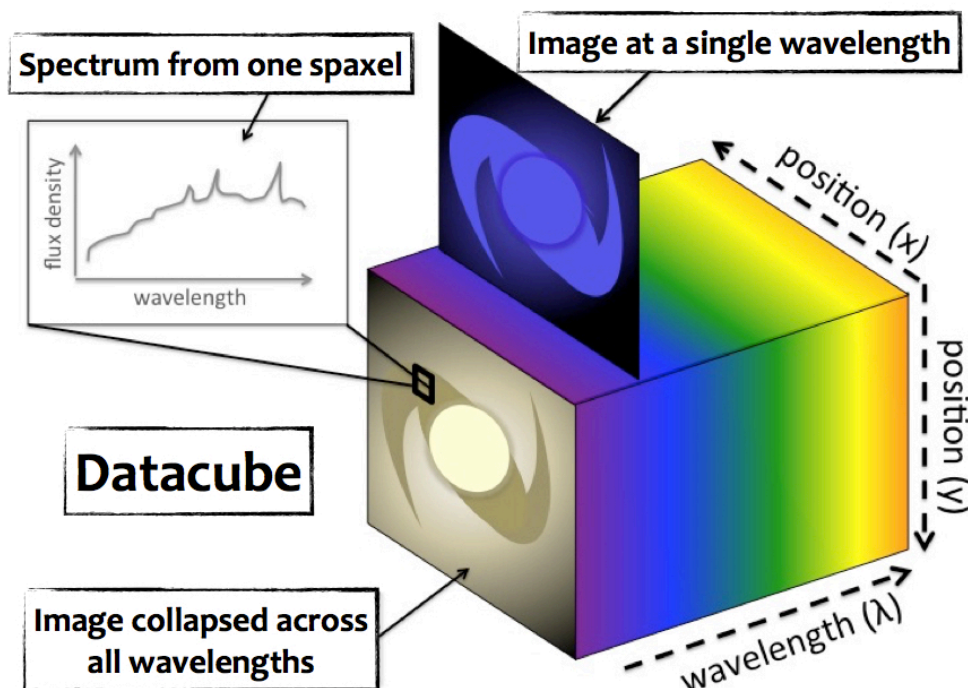 Spectrum from one spaxel
Image at a single wavelength
flux density
wavelength
position (x)
position (y)
Datacube
Image collapsed across
all wavelengths
wavelength (λ)